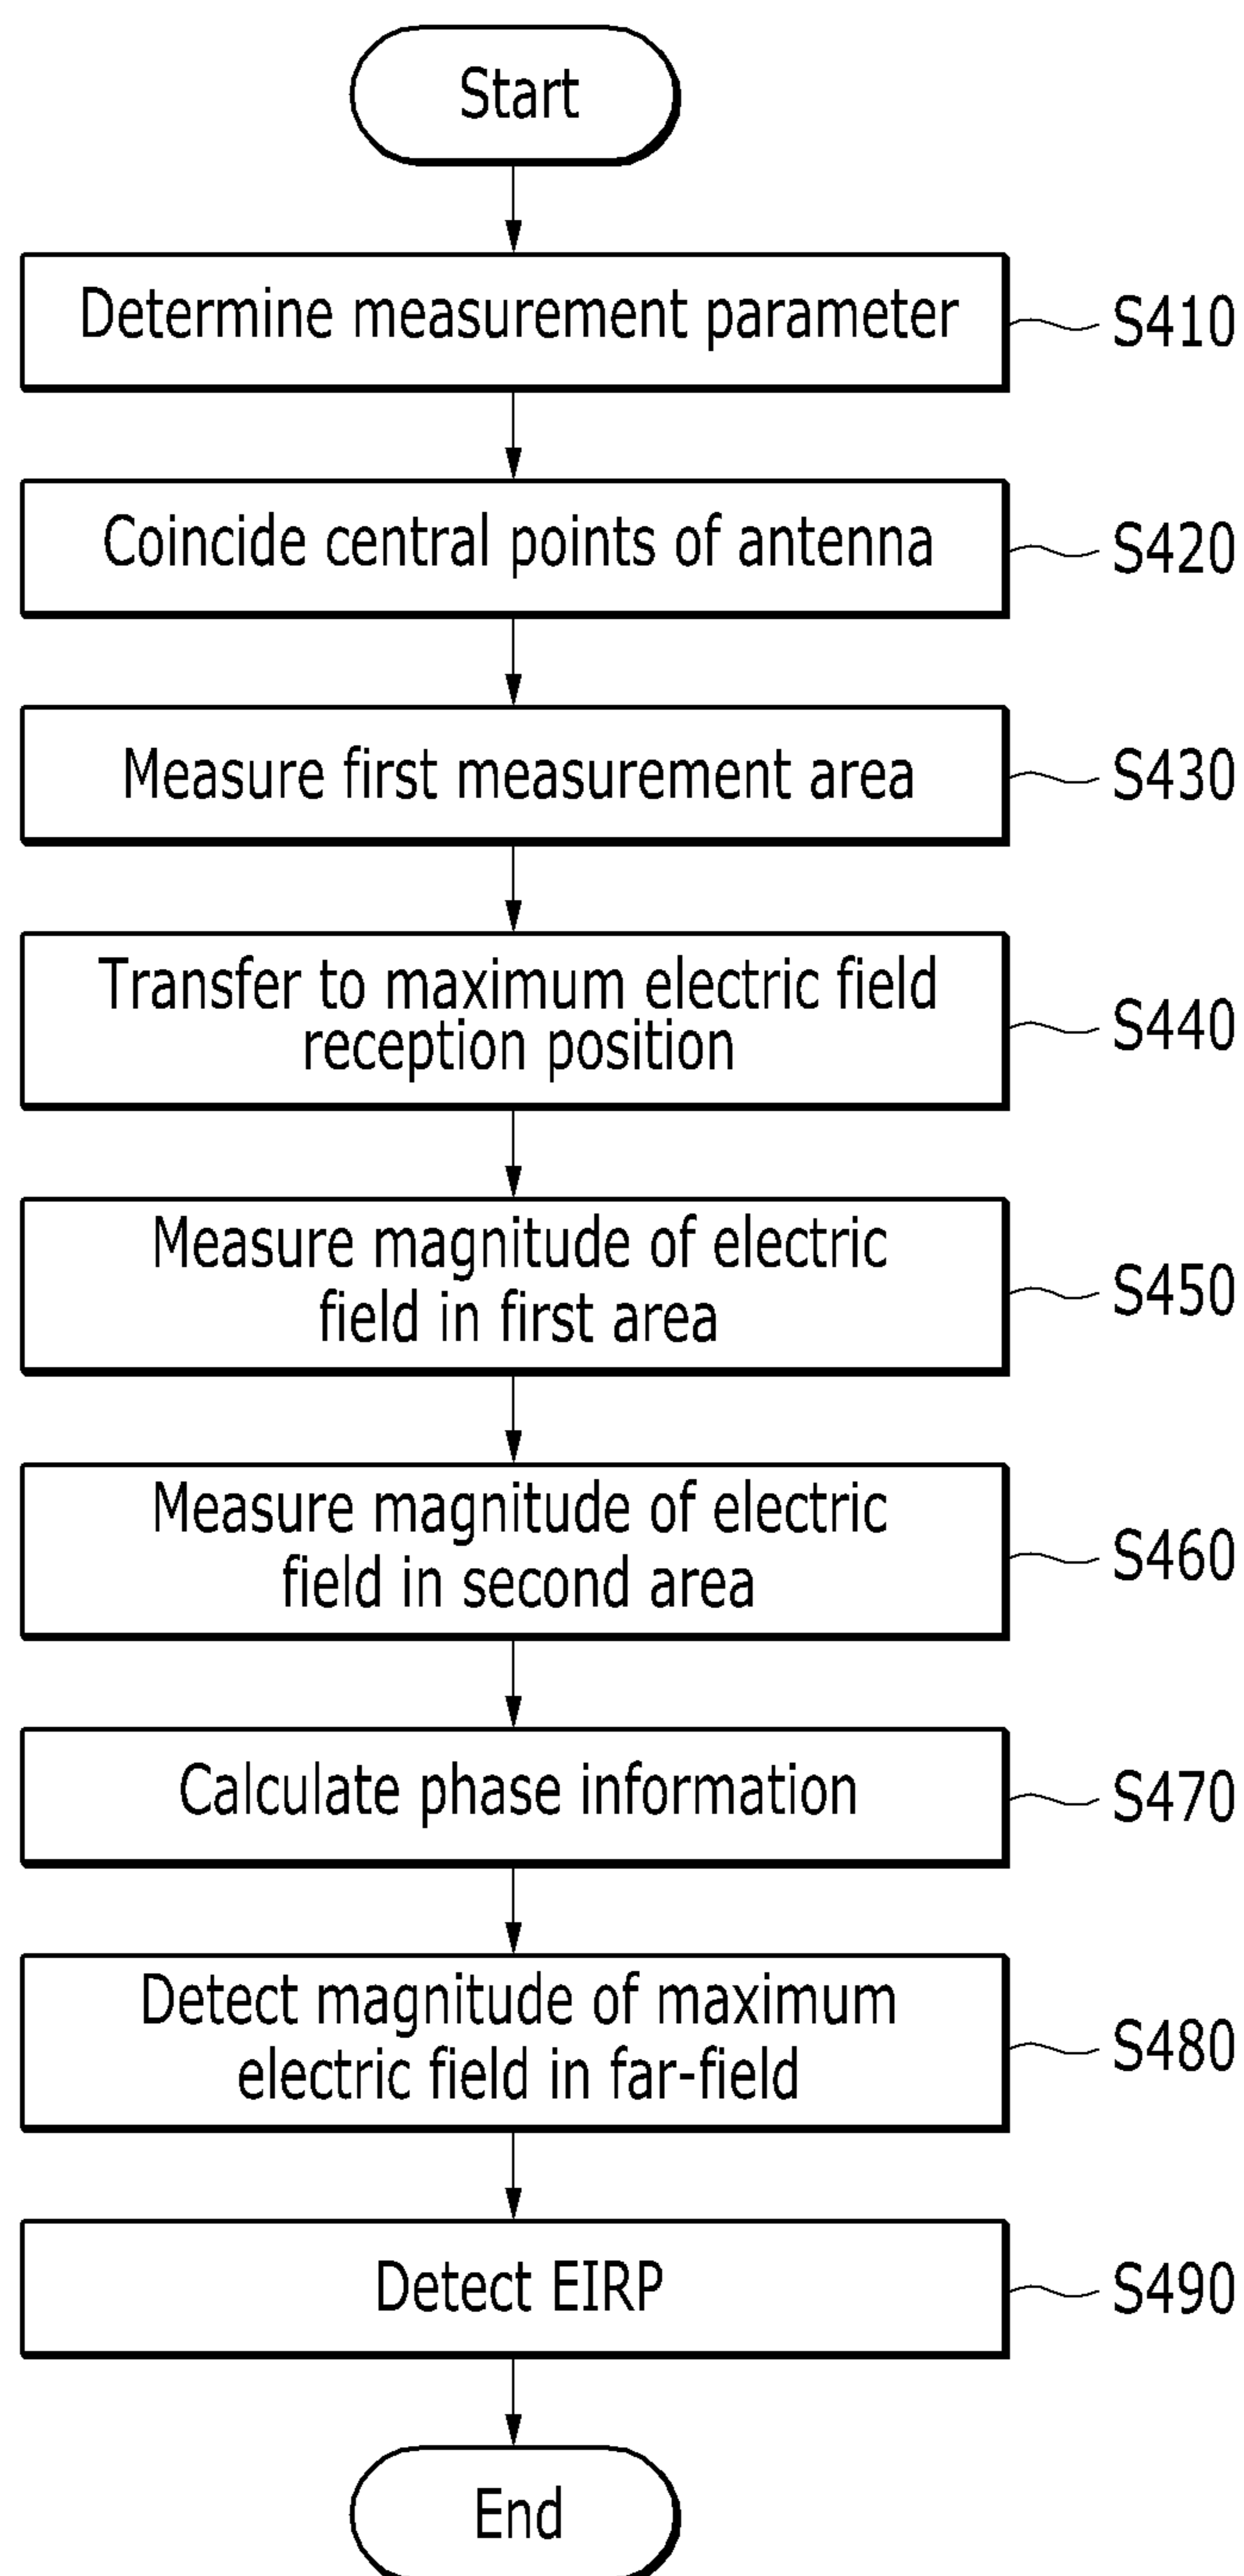 Start
Determine measurement parameter
S410
Coincide central points of antenna
S420
Measure first measurement area
S430
Transfer to maximum electric field
reception position
S440
Measure magnitude of electric
field in first area
S450
Measure magnitude of electric
field in second area
S460
Calculate phase information
S470
Detect magnitude of maximum
electric field in far-field
S480
Detect EIRP
S490
End